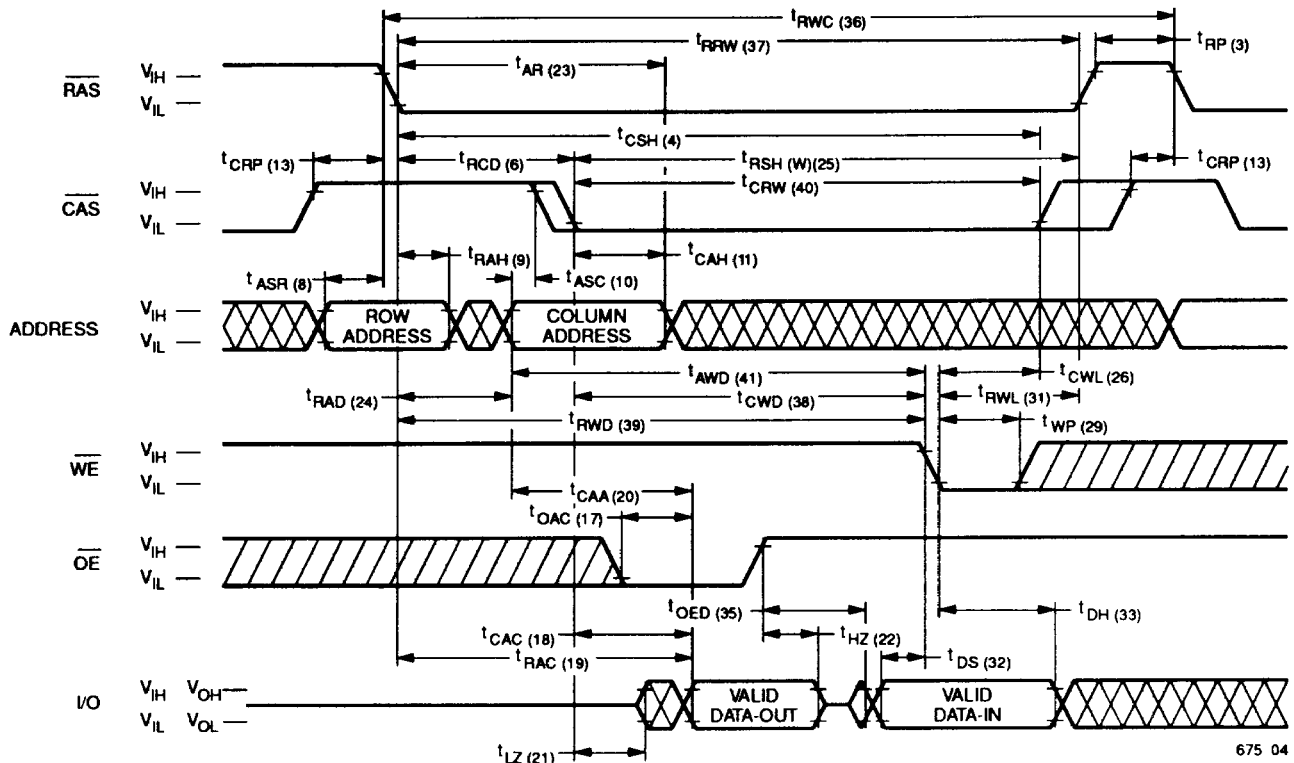 tRWC (36)
tRRW (37)
tRP (3)
tAR (23)
RAS VIH
VIL
tCSH (4)
tCRP (13) tRCD (6) tRSH (W)(25) tCRP (13)
tCRW (40)
CAS VIH
VIL
tRAH (9) tCAH (11)
tASR (8) tASC (10)
ADDRESS VIH
VIL
ROW
ADDRESS
COLUMN
ADDRESS
tAWD (41) tCWL (26)
tRAD (24) tCWD (38) tRWL (31)
tRWD (39) tWP (29)
WE VIH
VIL
tCAA (20)
tOAC (17)
OE VIH
VIL
tOED (35) tDH (33)
tCAC (18) tHZ (22)
tRAC (19) tDS (32)
I/O VIH VOH
VIL VOL
VALID
DATA-OUT
VALID
DATA-IN
tLZ (21)
675 04